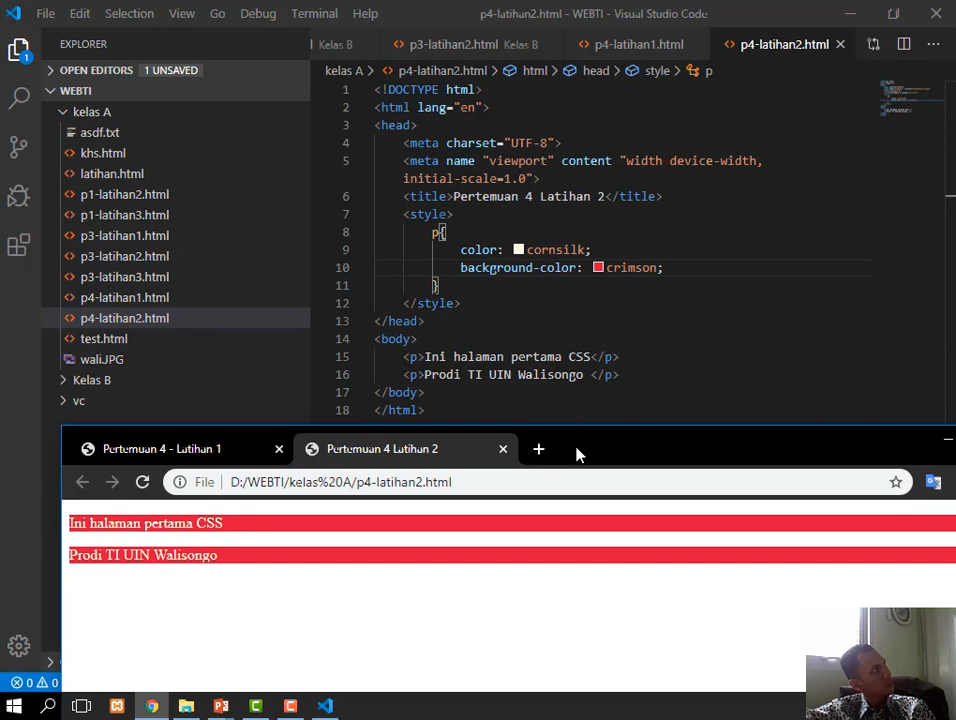 File Edit Selection View Go Debug Terminal Help p4-latihan2.html - WEBTI - Visual Studio Code
EXPLORER
Kelas B p3-latihan2.html Kelas B p4-latihan1.html p4-latihan2.html
OPEN EDITORS 1 UNSAVED
kelas A > p4-latihan2.html > html > head > style > p
WEBTI
kelas A
asdf.txt
khs.html
latihan.html
p1-latihan2.html
p1-latihan3.html
p3-latihan1.html
p3-latihan2.html
p3-latihan3.html
p4-latihan1.html
p4-latihan2.html
test.html
wali.JPG
Kelas B
vc
1 <!DOCTYPE html>
2 <html lang="en">
3 <head>
4 <meta charset="UTF-8">
5 <meta name "viewport" content "width device-width,
initial-scale=1.0">
6 <title>Pertemuan 4 Latihan 2</title>
7 <style>
8 p{
9 color: cornsilk;
10 background-color: crimson;
11 }
12 </style>
13 </head>
14 <body>
15 <p>Ini halaman pertama CSS</p>
16 <p>Prodi TI UIN Walisongo </p>
17 </body>
18 </html>
Pertemuan 4 - Latihan 1 Pertemuan 4 Latihan 2
File D:/WEBTI/kelas%20A/p4-latihan2.html
Ini halaman pertama CSS
Prodi TI UIN Walisongo
0 0
1